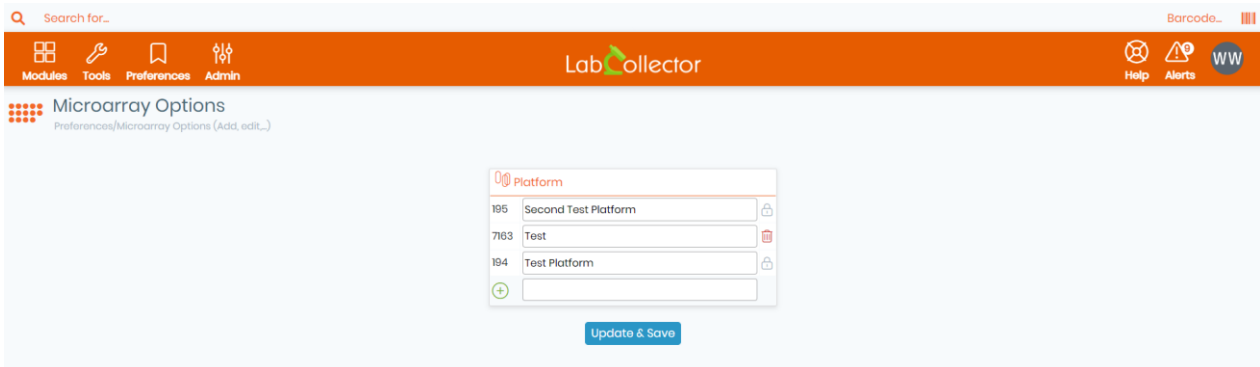 Search for...
Barcode...
Modules Tools Preferences Admin
LabCollector
Help Alerts 9 WW
Microarray Options
Preferences/Microarray Options (Add, edit,...)
Platform
195 Second Test Platform
7163 Test
194 Test Platform
Update & Save